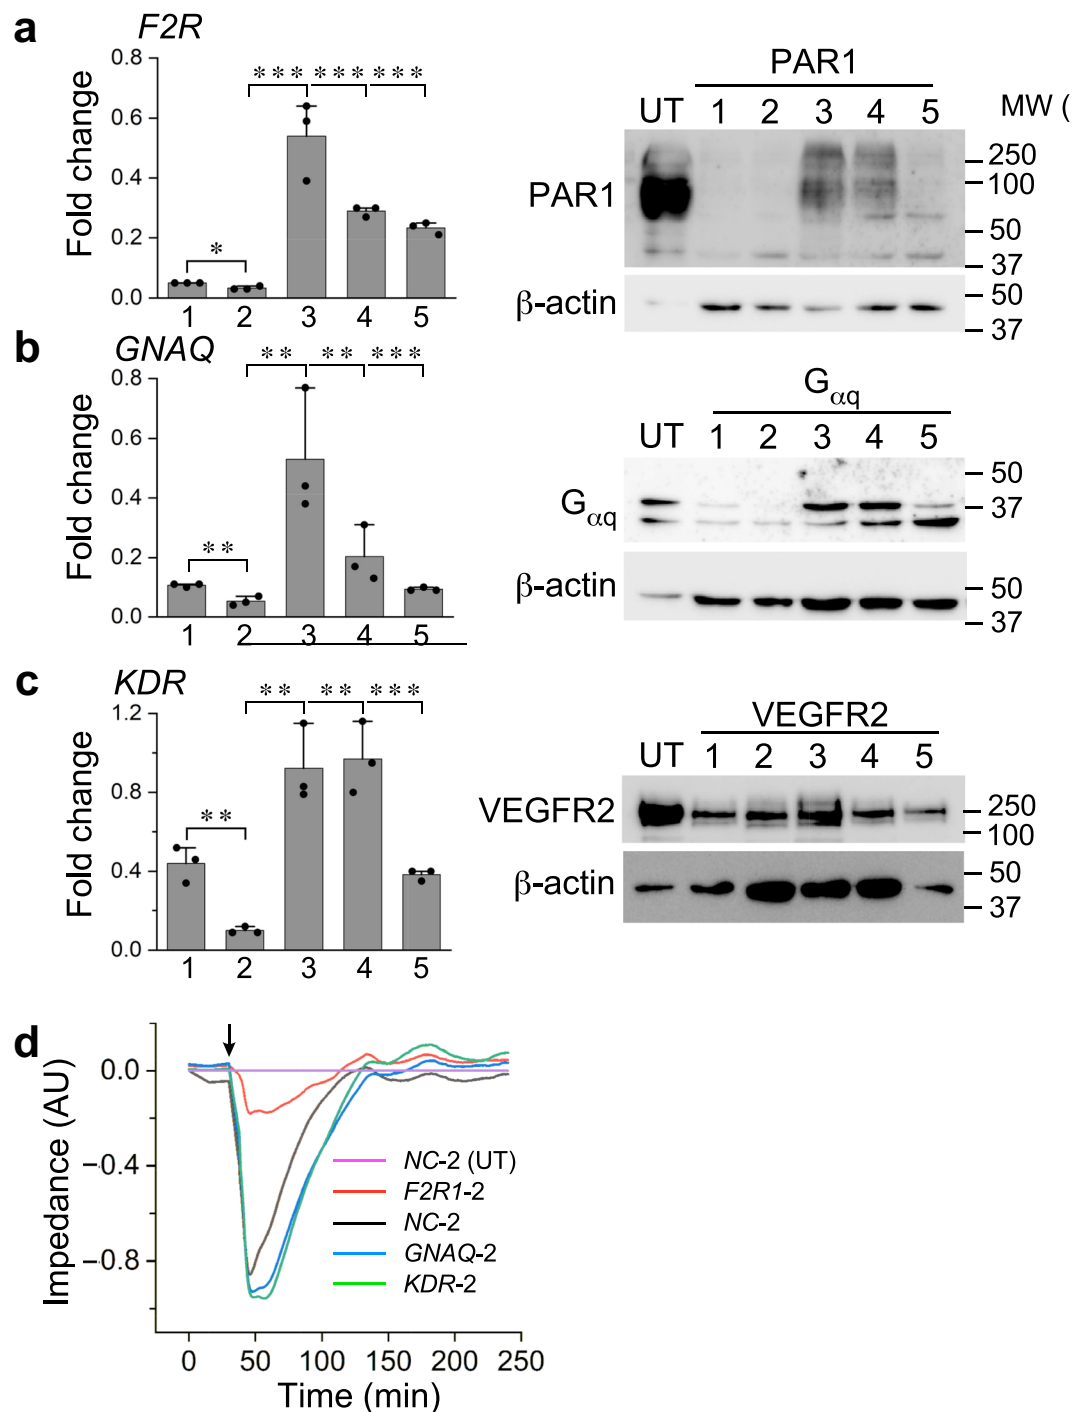 a
F2R
Fold change
0.8
0.6
0.4
0.2
0.0
* *** *** ***
1 2 3 4 5
PAR1
UT 1 2 3 4 5 MW (
PAR1
250
100
50
37
β-actin
50
37
b
GNAQ
Fold change
0.8
0.6
0.4
0.2
0.0
** ** ** ***
1 2 3 4 5
Gαq
UT 1 2 3 4 5
Gαq
50
37
β-actin
50
37
c
KDR
Fold change
1.2
0.8
0.4
0.0
** ** ** ***
1 2 3 4 5
VEGFR2
UT 1 2 3 4 5
VEGFR2
250
100
β-actin
50
37
d
Impedance (AU)
0.0
−0.4
−0.8
NC-2 (UT)
F2R1-2
NC-2
GNAQ-2
KDR-2
0 50 100 150 200 250
Time (min)